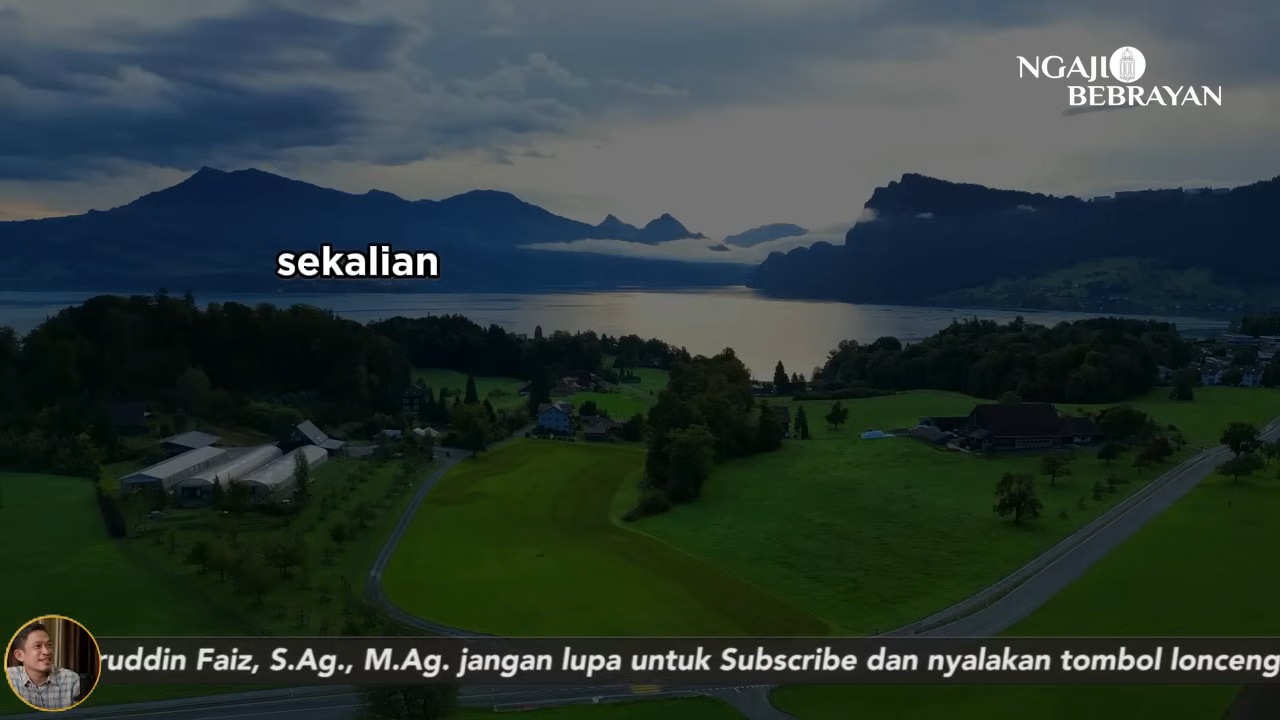 NGAJI
BEBRAYAN
sekalian
ruddin Faiz, S.Ag., M.Ag. jangan lupa untuk Subscribe dan nyalakan tombol lonceng